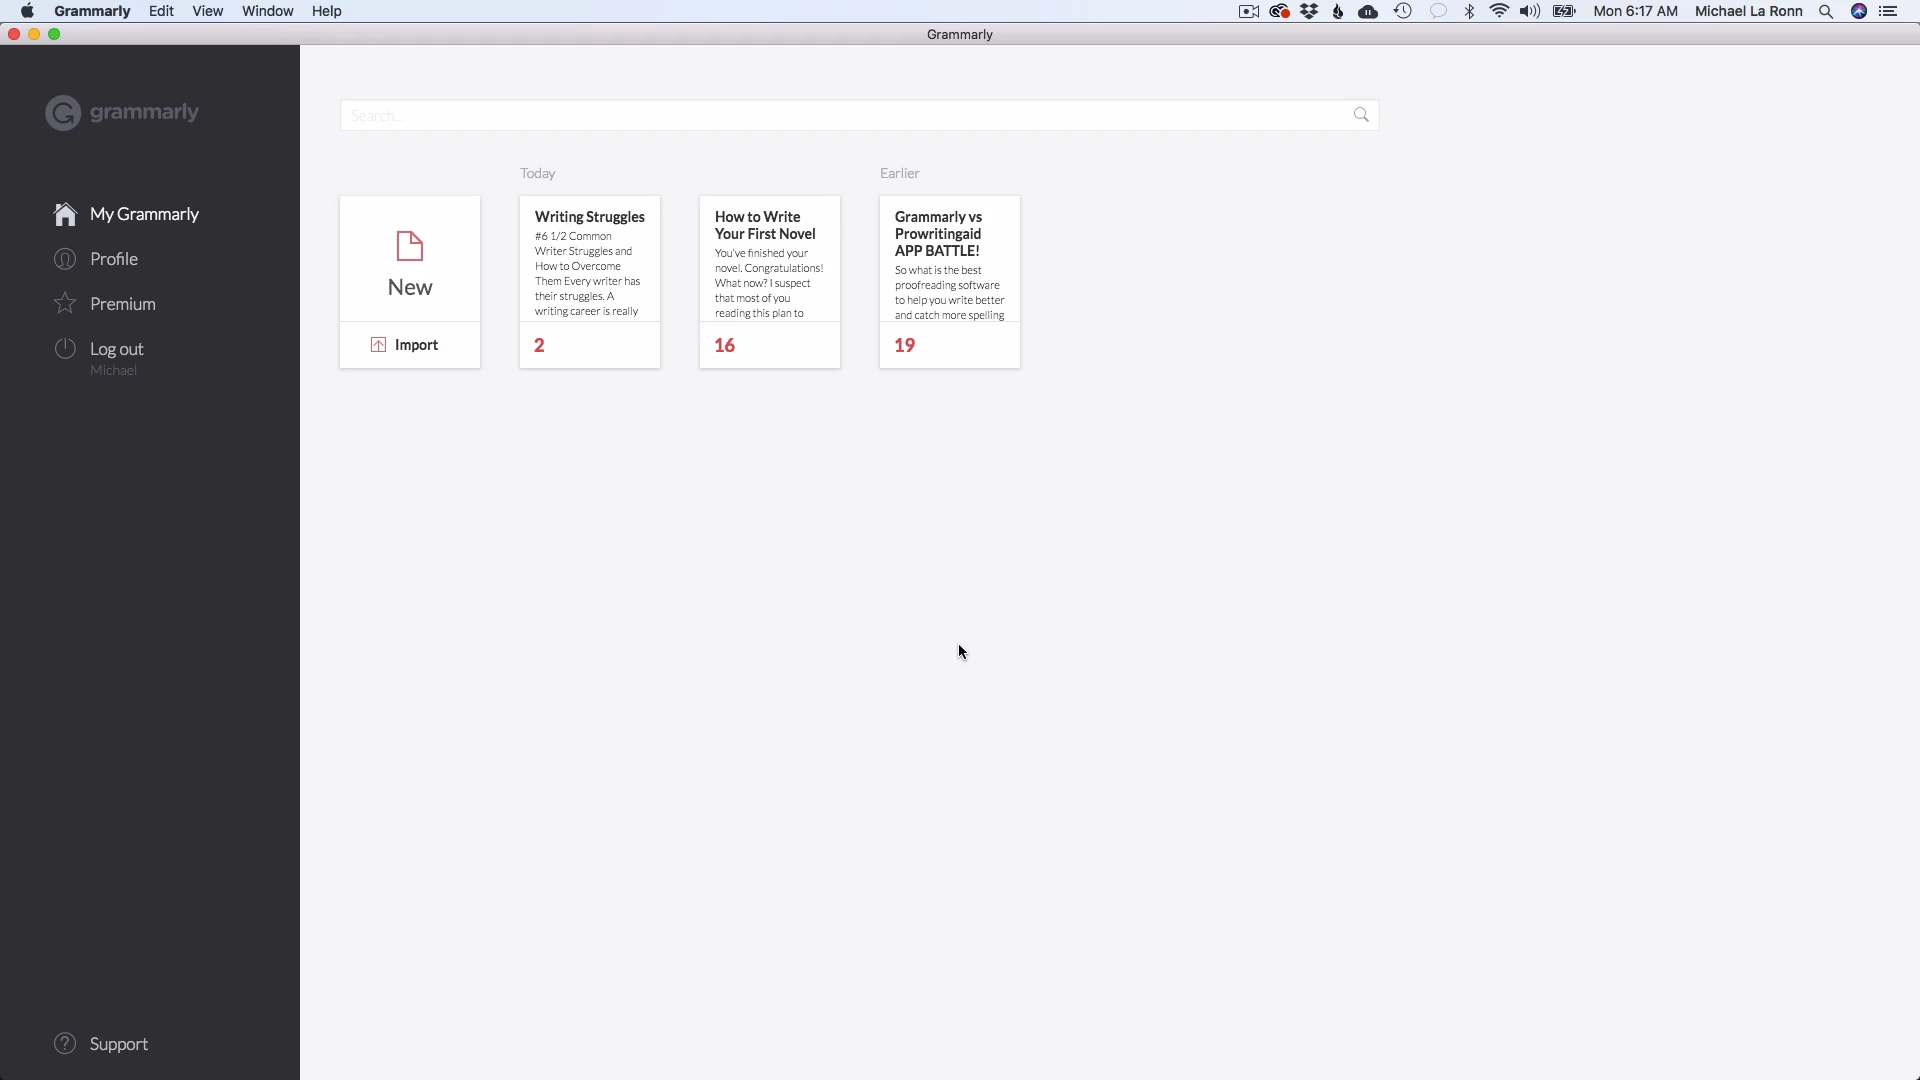 Grammarly Edit View Window Help Mon 6:17 AM Michael La Ronn
Grammarly
grammarly
My Grammarly
Profile
Premium
Log out
Michael
Support
Search...
Today
Earlier
New
Import
Writing Struggles
#6 1/2 Common
Writer Struggles and
How to Overcome
Them Every writer has
their struggles. A
writing career is really
2
How to Write
Your First Novel
You've finished your
novel. Congratulations!
What now? I suspect
that most of you
reading this plan to
16
Grammarly vs
Prowritingaid
APP BATTLE!
So what is the best
proofreading software
to help you write better
and catch more spelling
19